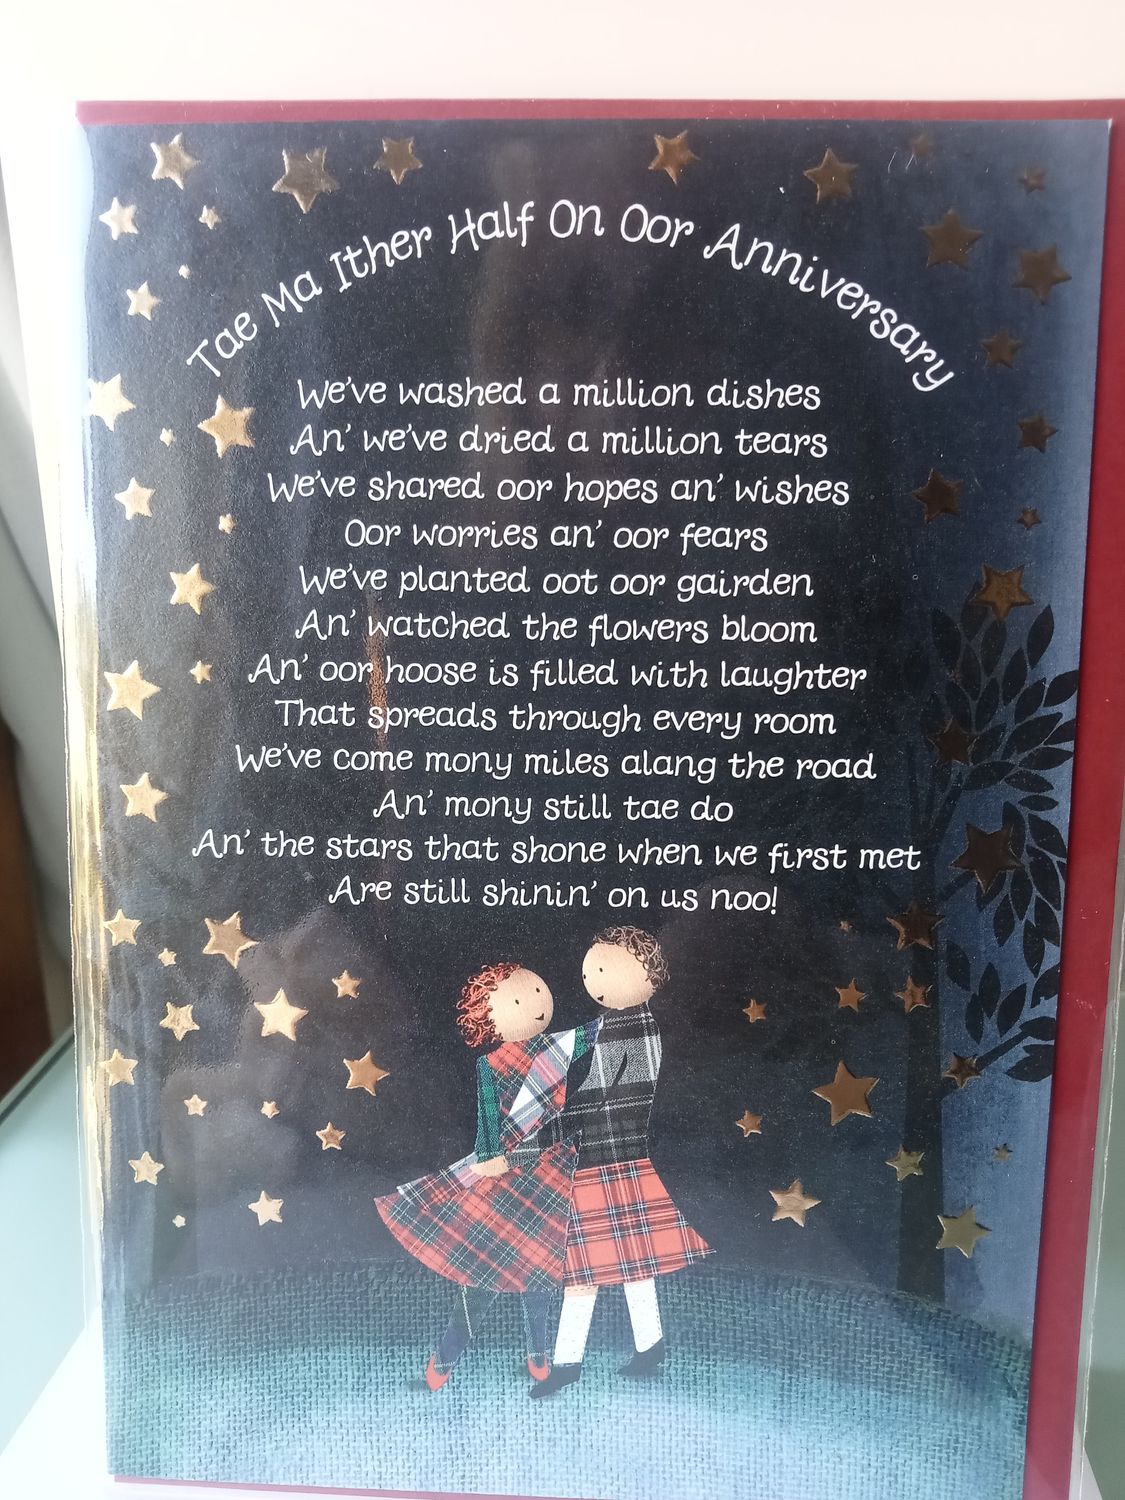 Tae Ma Ither Half On Oor Anniversary
We've washed a million dishes
An' we've dried a million tears
We've shared oor hopes an' wishes
Oor worries an' oor fears
We've planted oot oor gairden
An' watched the flowers bloom
An' oor hoose is filled with laughter
That spreads through every room
We've come mony miles alang the road
An' mony still tae do
An' the stars that shone when we first met
Are still shinin' on us noo!